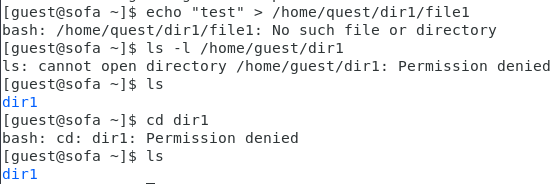 [guest@sofa ~]$ echo "test" > /home/quest/dir1/file1
bash: /home/quest/dir1/file1: No such file or directory
[guest@sofa ~]$ ls -l /home/guest/dir1
ls: cannot open directory /home/guest/dir1: Permission denied
[guest@sofa ~]$ ls
dir1
[guest@sofa ~]$ cd dir1
bash: cd: dir1: Permission denied
[guest@sofa ~]$ ls
dir1